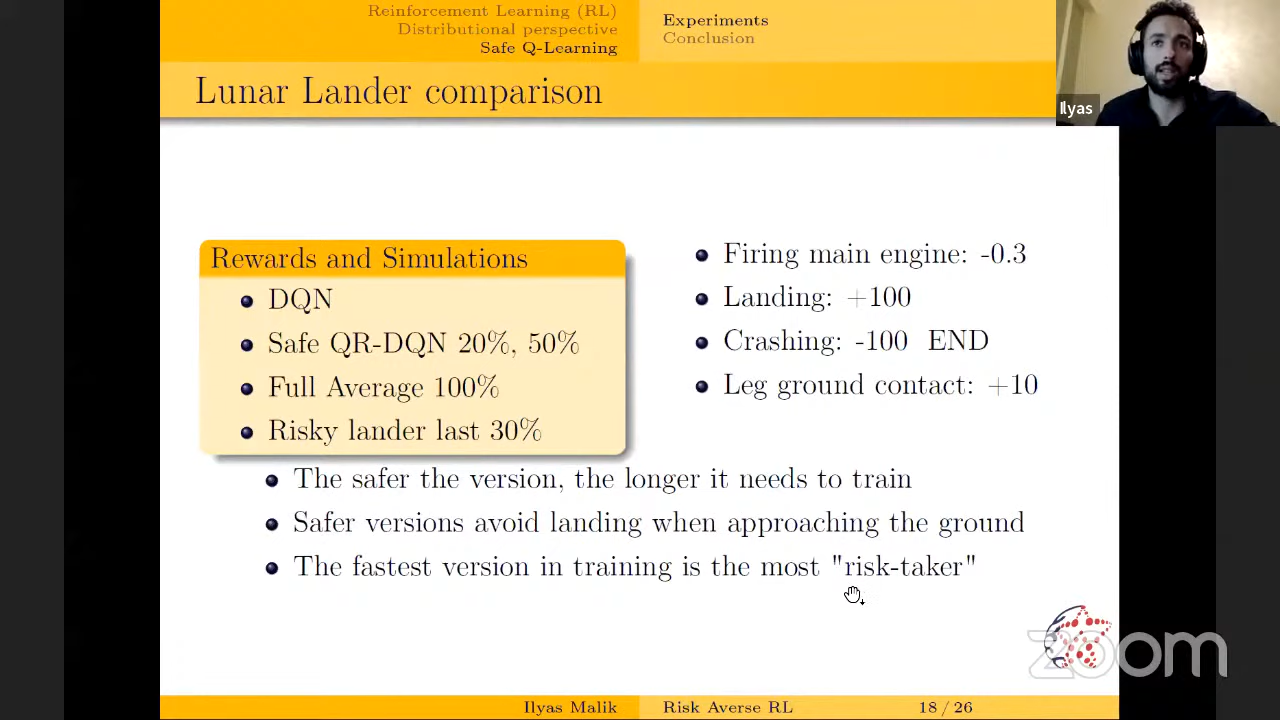 Reinforcement Learning (RL)
Distributional perspective
Safe Q-Learning
Experiments
Conclusion
Lunar Lander comparison
Ilyas
Rewards and Simulations
DQN
Safe QR-DQN 20%, 50%
Full Average 100%
Risky lander last 30%
Firing main engine: -0.3
Landing: +100
Crashing: -100 END
Leg ground contact: +10
The safer the version, the longer it needs to train
Safer versions avoid landing when approaching the ground
The fastest version in training is the most "risk-taker"
zoom
Ilyas Malik
Risk Averse RL
18 / 26